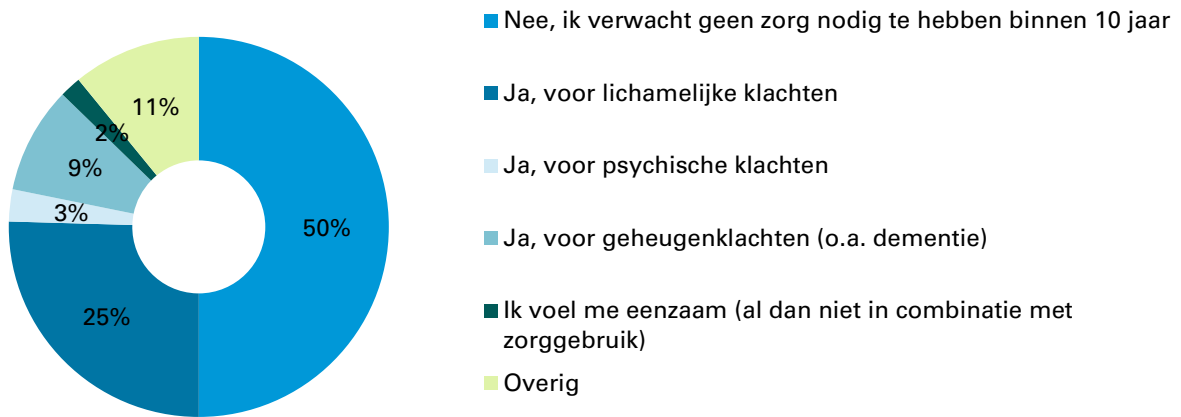 Nee, ik verwacht geen zorg nodig te hebben binnen 10 jaar
Ja, voor lichamelijke klachten
Ja, voor psychische klachten
Ja, voor geheugenklachten (o.a. dementie)
Ik voel me eenzaam (al dan niet in combinatie met
zorggebruik)
Overig
11%
2%
9%
3%
50%
25%